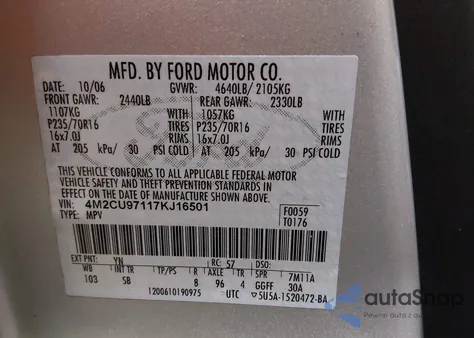 MFD. BY FORD MOTOR CO.
DATE: 10/06 GVWR: 4640LB/ 2105KG
FRONT GAWR: 2440LB REAR GAWR: 2330LB
1107KG WITH 1057KG WITH
P235/70R16 TIRES P235/70R16 TIRES
16x7.0J RIMS 16x7.0J RIMS
AT 205 kPa/ 30 PSI COLD AT 205 kPa/ 30 PSI COLD
THIS VEHICLE CONFORMS TO ALL APPLICABLE FEDERAL MOTOR
VEHICLE SAFETY AND THEFT PREVENTION STANDARDS IN
EFFECT ON THE DATE OF MANUFACTURE SHOWN ABOVE.
VIN: 4M2CU97117KJ16501 F0059
TYPE: MPV T0176
EXT PNT: YN RC: 57 DSO:
WB INT TR TP/PS R AXLE TR SPR 7M11A
103 SB 8 96 4 GGFF 30A
1200610190975 UTC ▽5U5A-1520472-BA
autoSnap
Pewne auto z USA